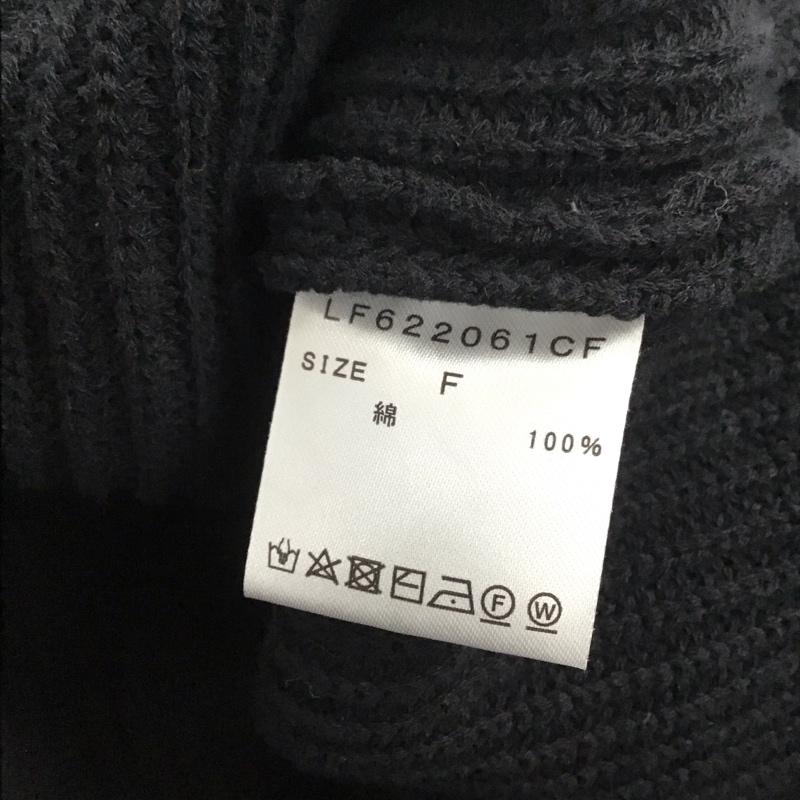 LF622061CF
SIZE F
綿
100%
F W